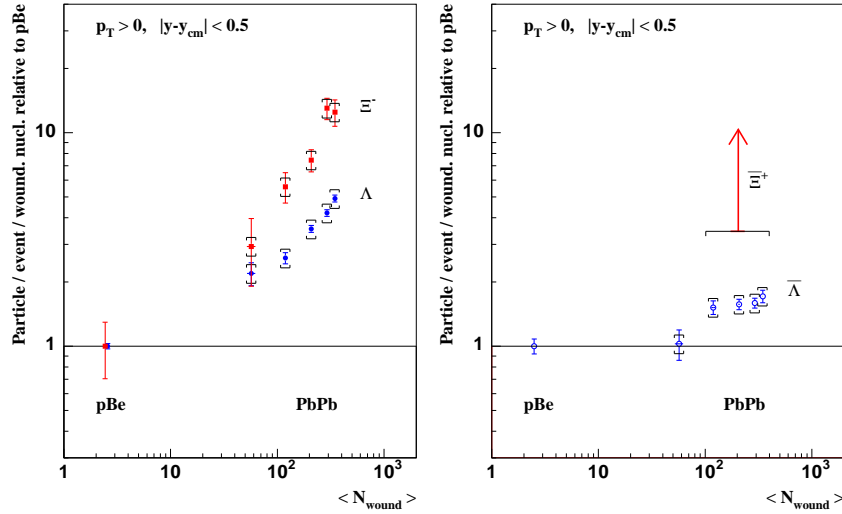 Particle / event / wound. nucl. relative to pBe
p_T > 0, |y-y_cm| < 0.5
10
1
Ξ⁻
Λ
pBe
PbPb
1
10
10²
10³
< N_wound >
Particle / event / wound. nucl. relative to pBe
p_T > 0, |y-y_cm| < 0.5
10
1
Ξ̅⁺
Λ̅
pBe
PbPb
1
10
10²
10³
< N_wound >